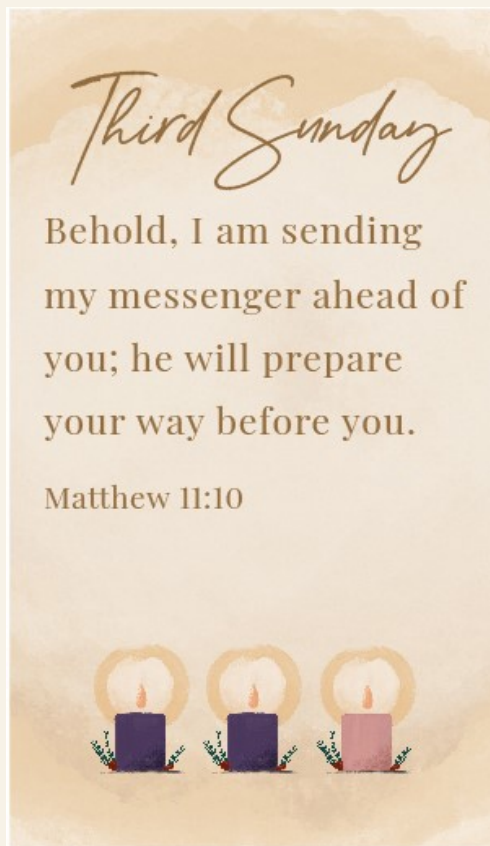 Third Sunday
Behold, I am sending
my messenger ahead of
you; he will prepare
your way before you.
Matthew 11:10